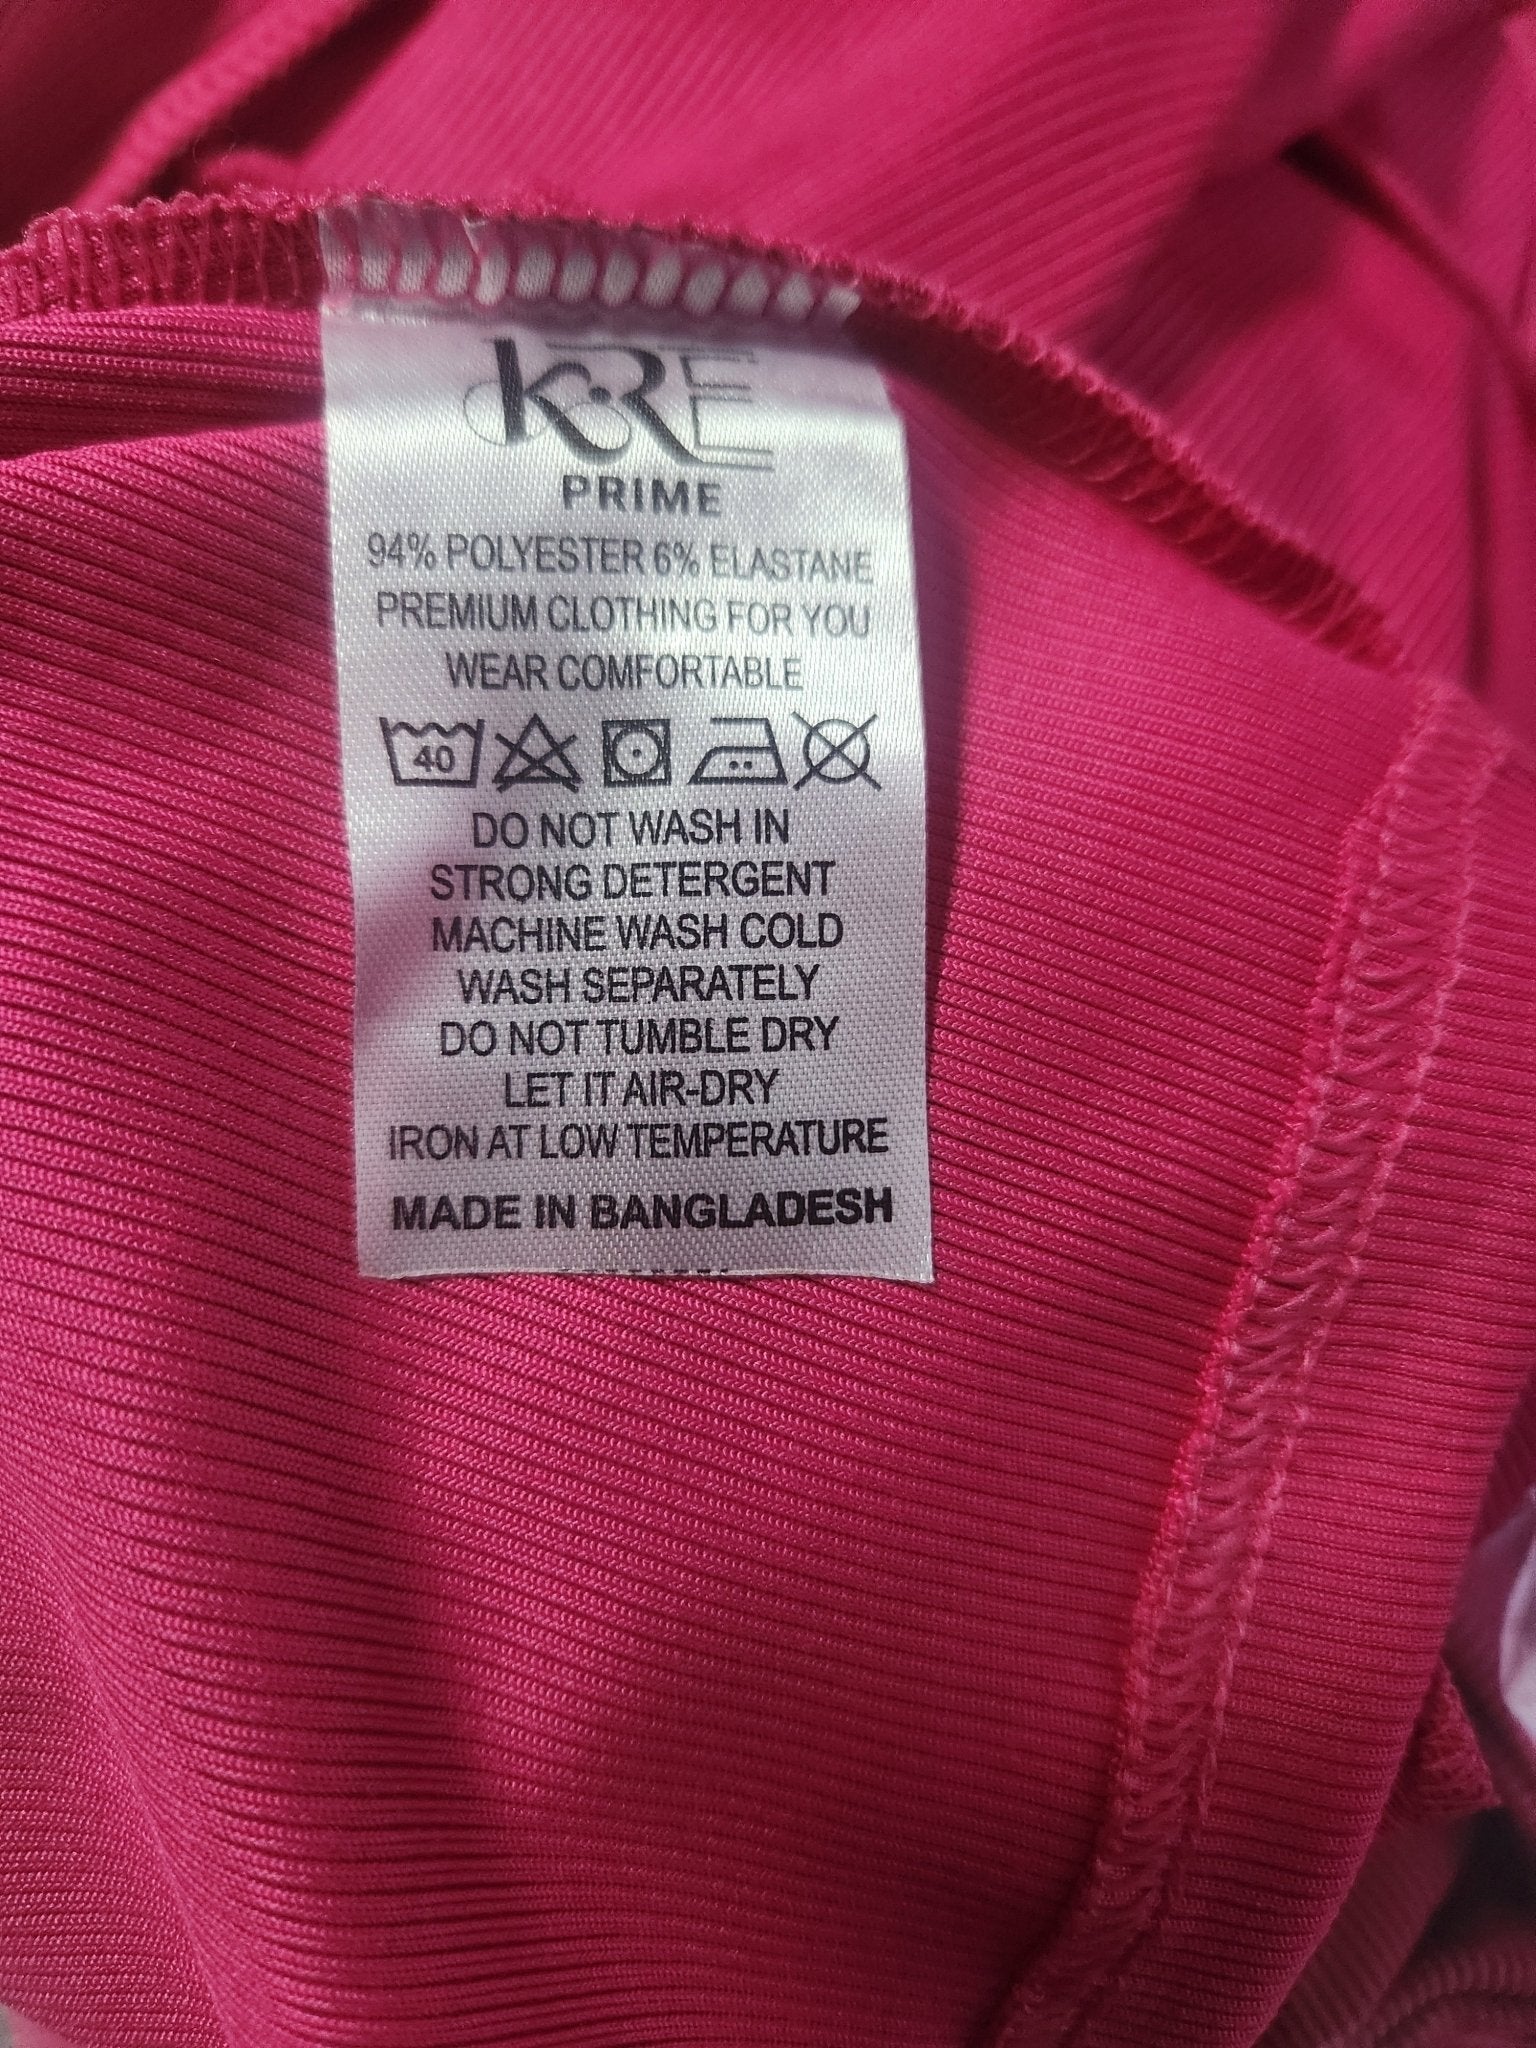 KORE
PRIME
94% POLYESTER 6% ELASTANE
PREMIUM CLOTHING FOR YOU
WEAR COMFORTABLE
40
DO NOT WASH IN
STRONG DETERGENT
MACHINE WASH COLD
WASH SEPARATELY
DO NOT TUMBLE DRY
LET IT AIR-DRY
IRON AT LOW TEMPERATURE
MADE IN BANGLADESH